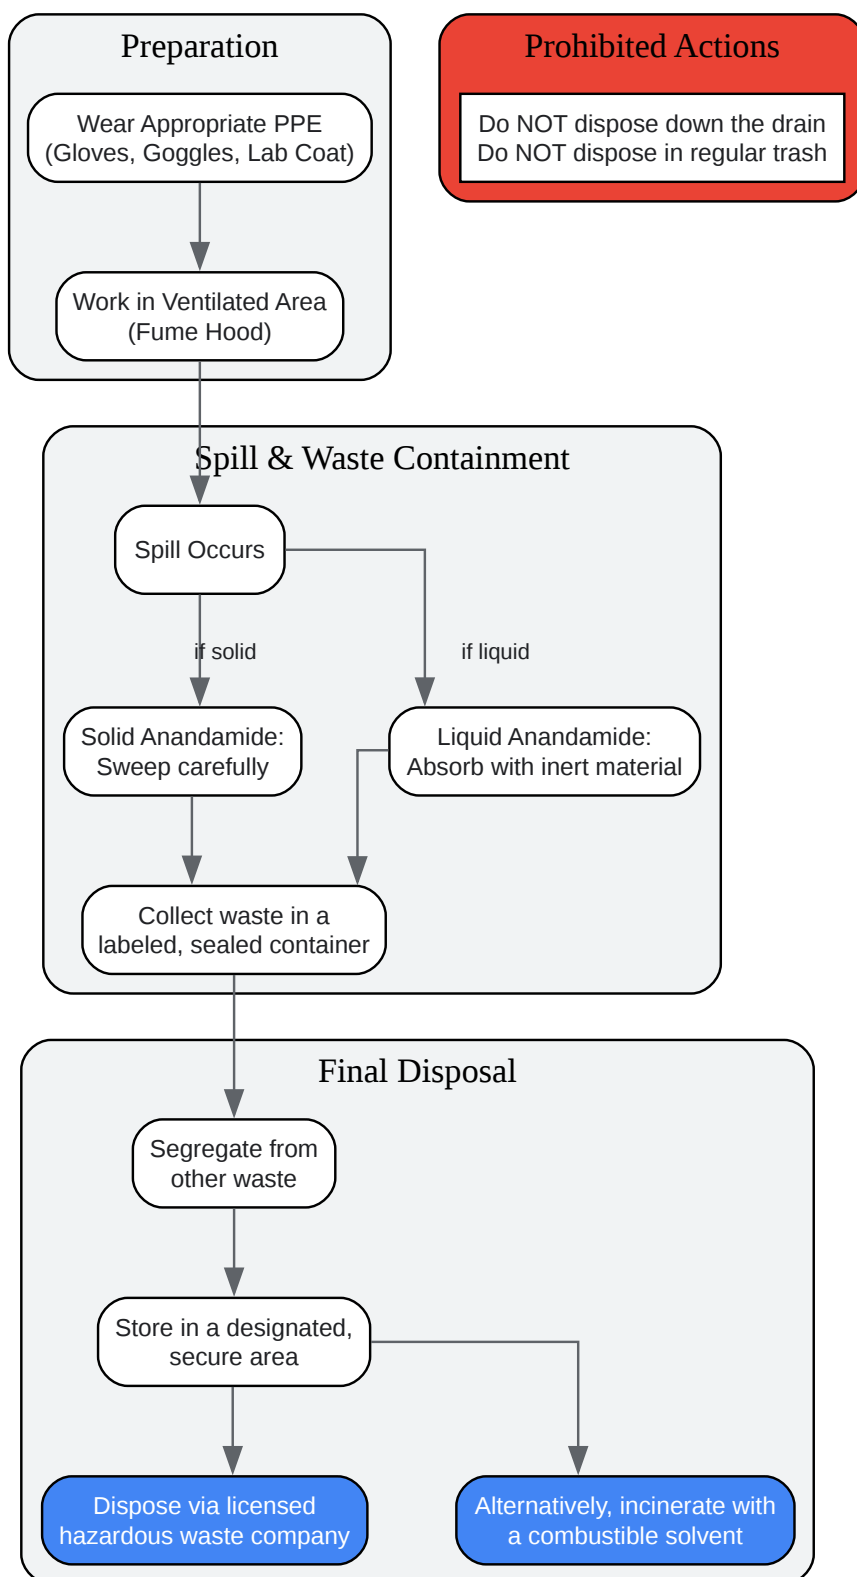 Preparation
Wear Appropriate PPE
(Gloves, Goggles, Lab Coat)
Work in Ventilated Area
(Fume Hood)
Prohibited Actions
Do NOT dispose down the drain
Do NOT dispose in regular trash
Spill & Waste Containment
Spill Occurs
if solid
if liquid
Solid Anandamide:
Sweep carefully
Liquid Anandamide:
Absorb with inert material
Collect waste in a
labeled, sealed container
Final Disposal
Segregate from
other waste
Store in a designated,
secure area
Dispose via licensed
hazardous waste company
Alternatively, incinerate with
a combustible solvent